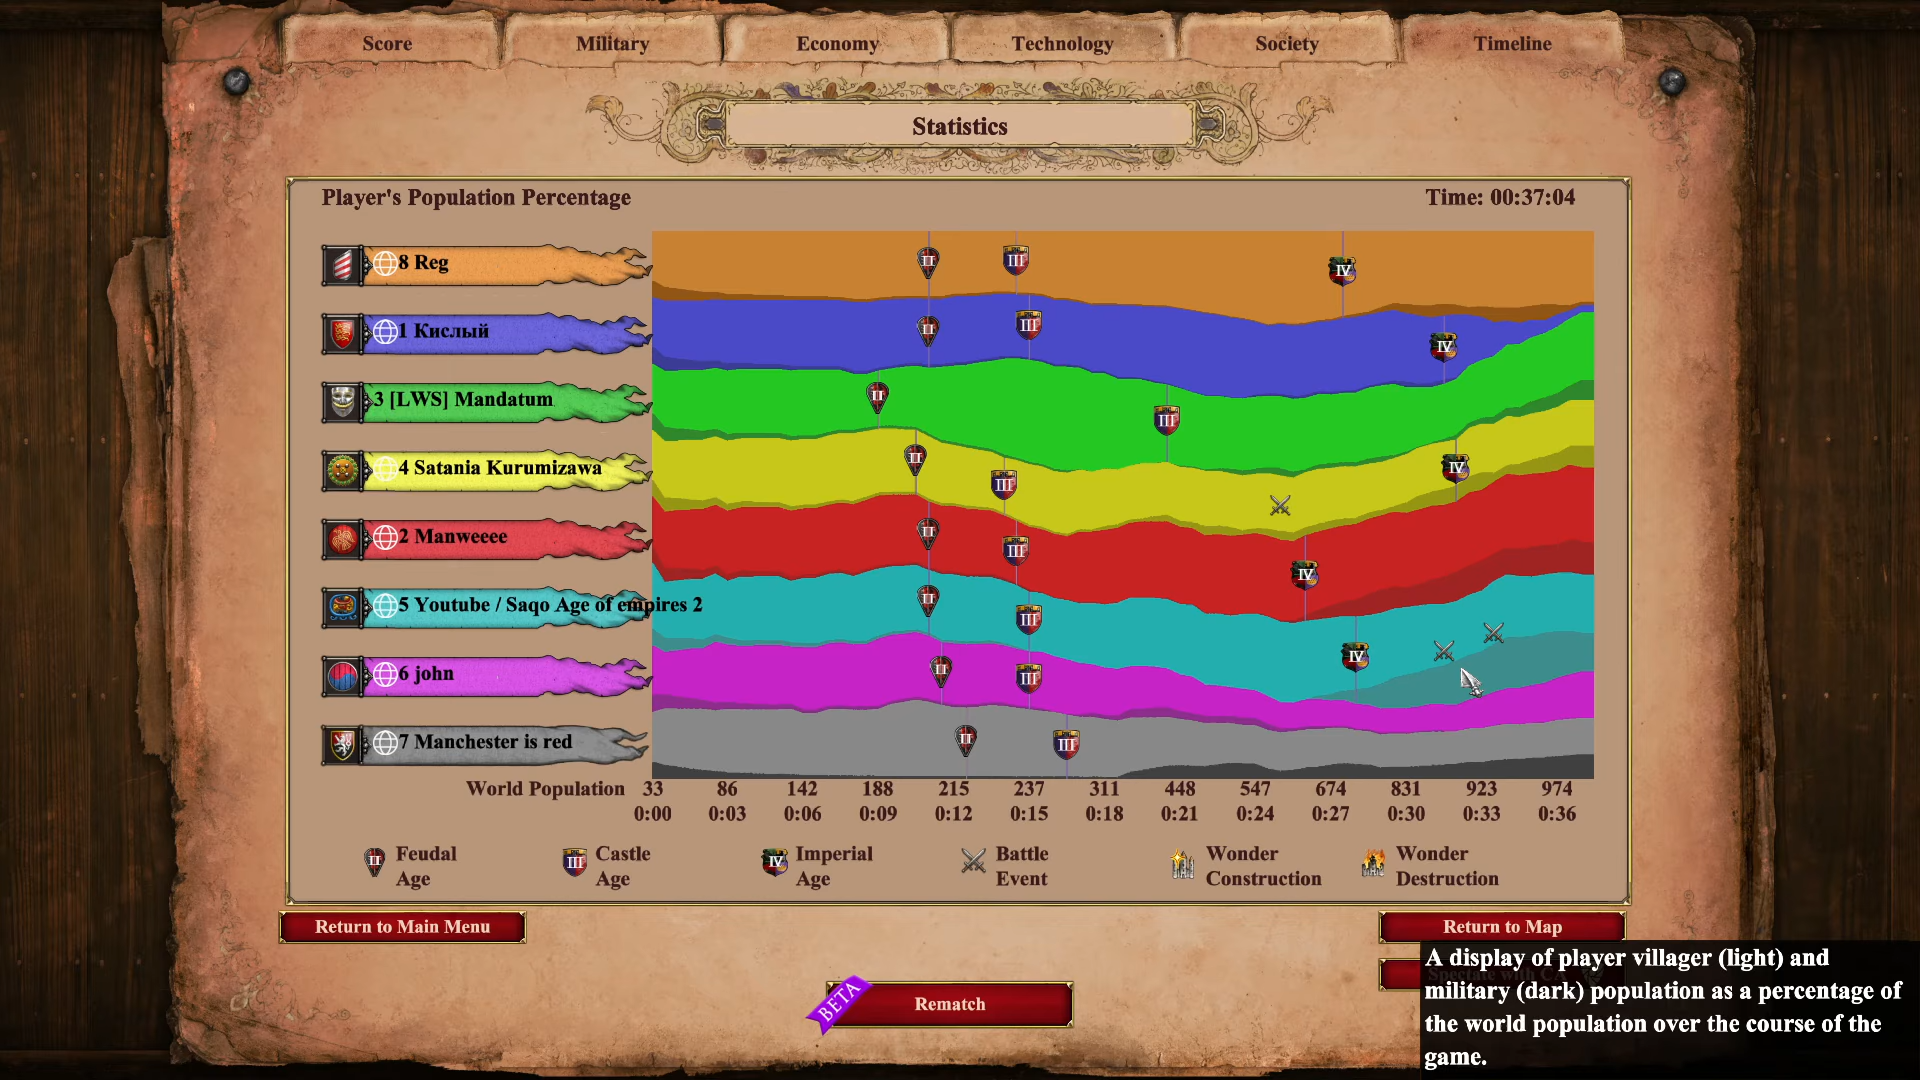 Score Military Economy Technology Society Timeline
Statistics
Player's Population Percentage Time: 00:37:04
8 Reg
1 Кислый
3 [LWS] Mandatum
4 Satania Kurumizawa
2 Manweeee
5 Youtube / Saqo Age of empires 2
6 john
7 Manchester is red
World Population 33 86 142 188 215 237 311 448 547 674 831 923 974
0:00 0:03 0:06 0:09 0:12 0:15 0:18 0:21 0:24 0:27 0:30 0:33 0:36
Feudal Age
Castle Age
Imperial Age
Battle Event
Wonder Construction
Wonder Destruction
Return to Main Menu
Return to Map
BETA
Rematch
A display of player villager (light) and
military (dark) population as a percentage of
the world population over the course of the
game.